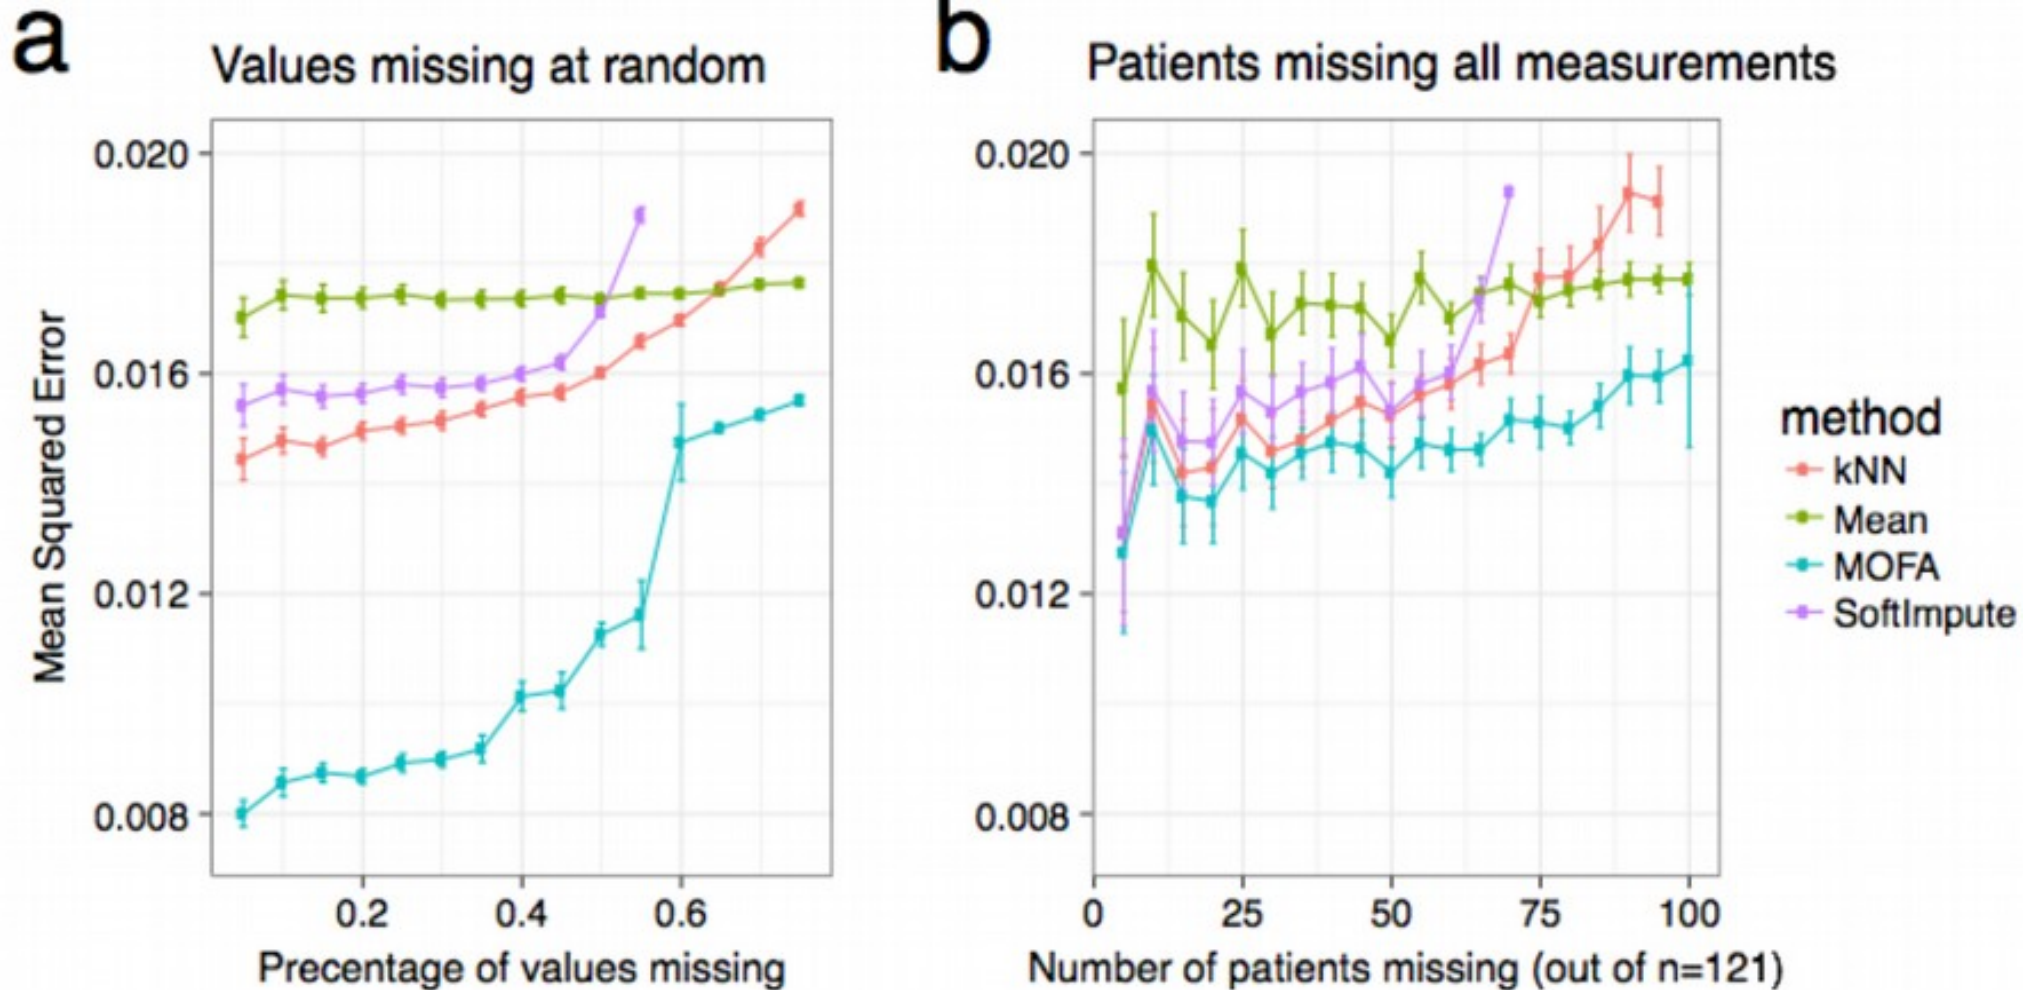 a
Values missing at random
0.020
0.016
0.012
0.008
Mean Squared Error
0.2 0.4 0.6
Precentage of values missing
b
Patients missing all measurements
0.020
0.016
0.012
0.008
0 25 50 75 100
Number of patients missing (out of n=121)
method
kNN
Mean
MOFA
SoftImpute